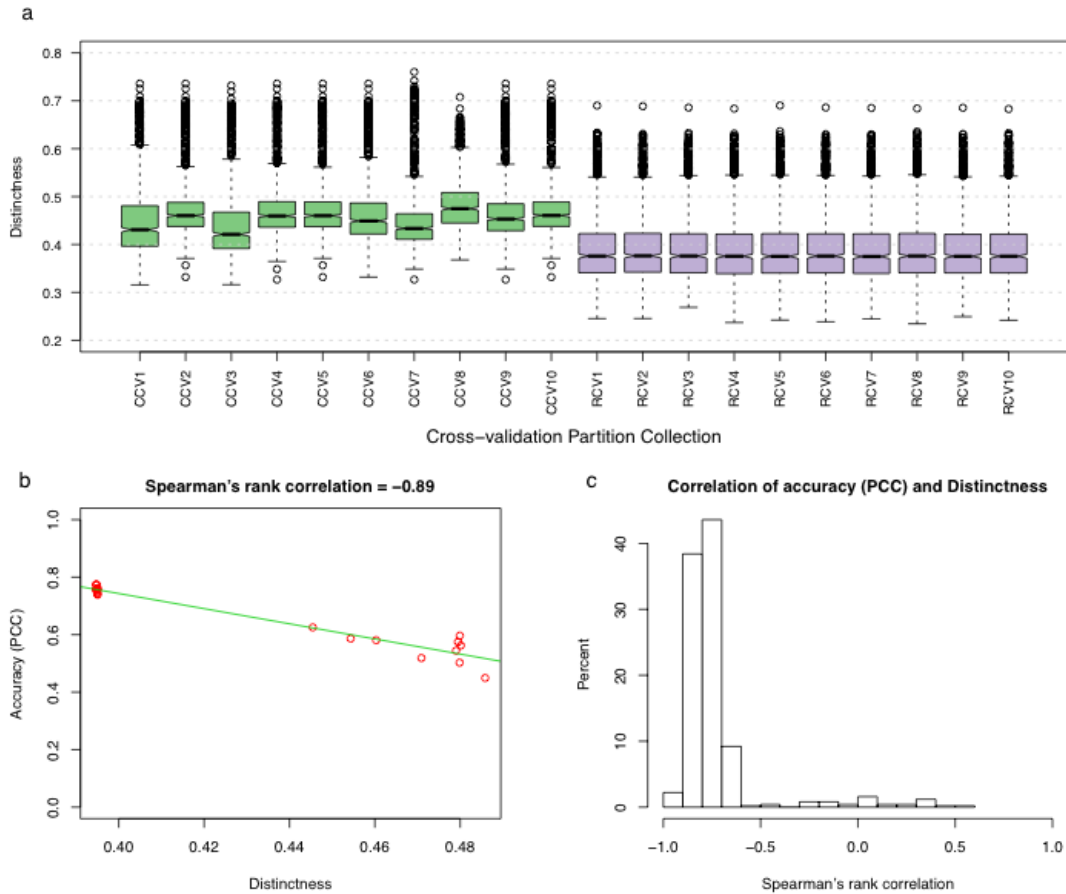 a
Distinctness
0.8
0.7
0.6
0.5
0.4
0.3
0.2
CCV1
CCV2
CCV3
CCV4
CCV5
CCV6
CCV7
CCV8
CCV9
CCV10
RCV1
RCV2
RCV3
RCV4
RCV5
RCV6
RCV7
RCV8
RCV9
RCV10
Cross-validation Partition Collection
b
Spearman's rank correlation = −0.89
Accuracy (PCC)
1.0
0.8
0.6
0.4
0.2
0.0
0.40 0.42 0.44 0.46 0.48
Distinctness
c
Correlation of accuracy (PCC) and Distinctness
Percent
40
30
20
10
0
−1.0 −0.5 0.0 0.5 1.0
Spearman's rank correlation